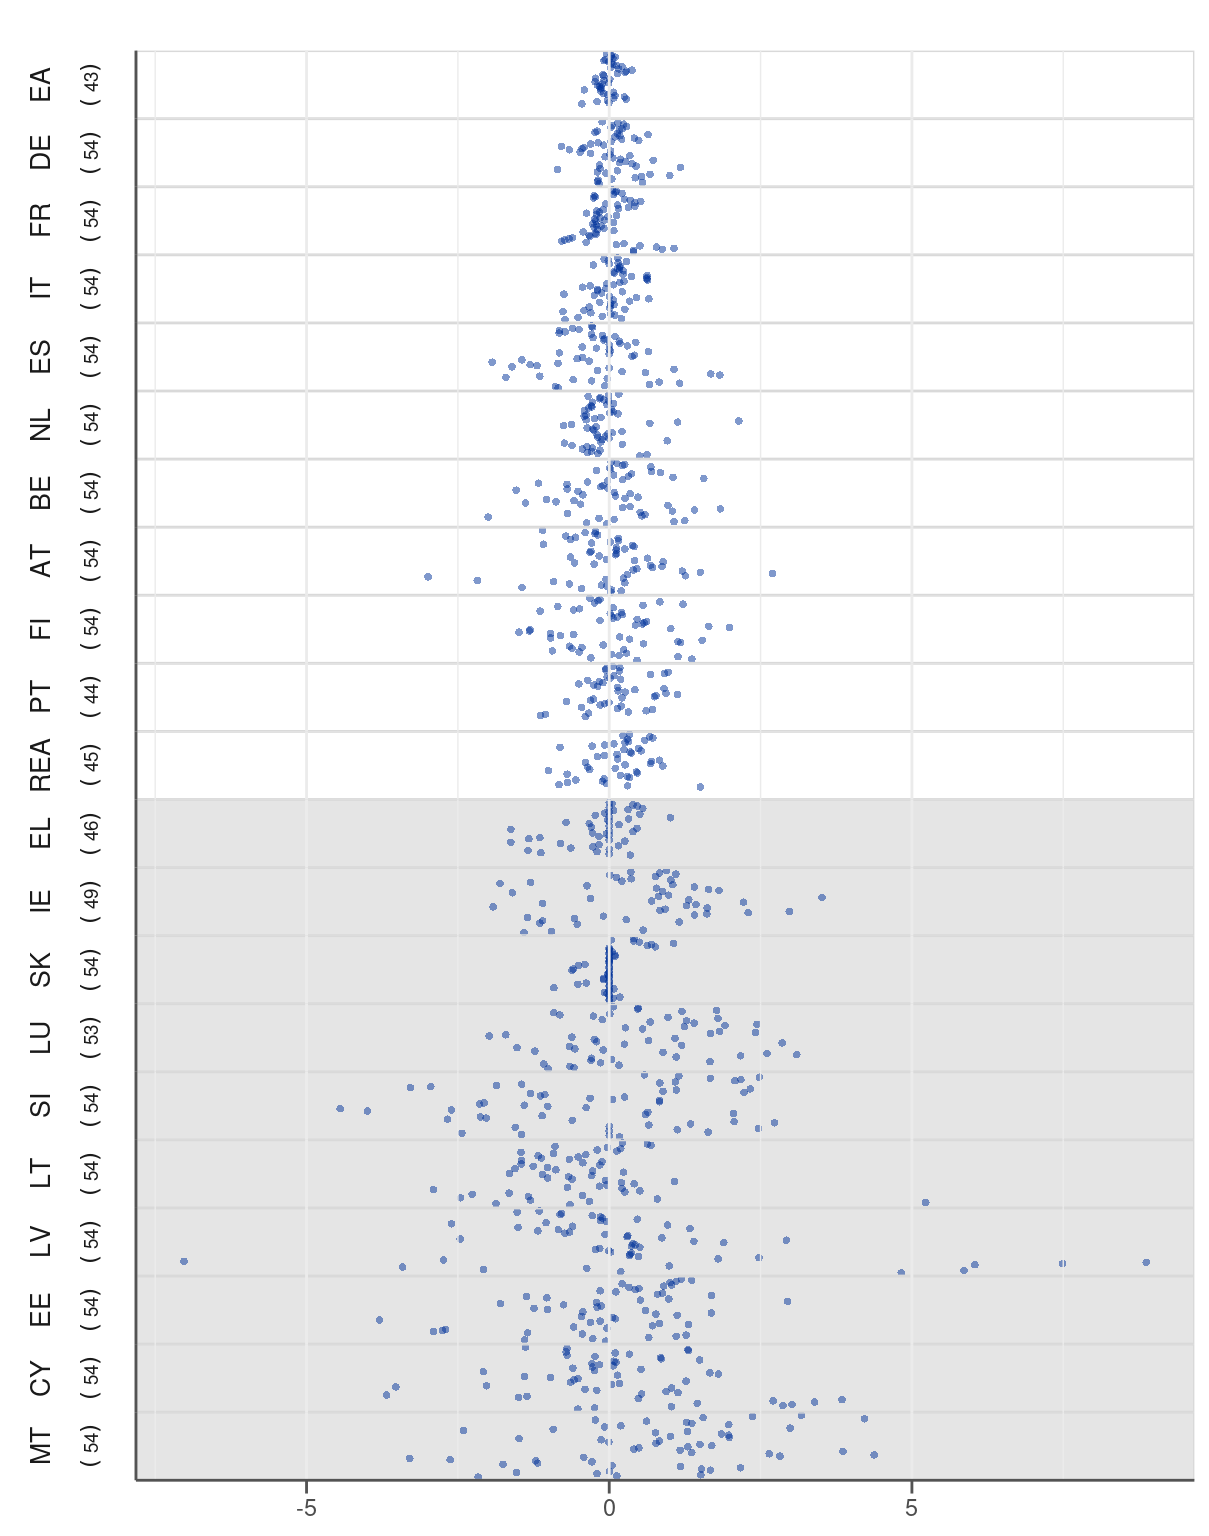 EA ( 43)
DE ( 54)
FR ( 54)
IT ( 54)
ES ( 54)
NL ( 54)
BE ( 54)
AT ( 54)
FI ( 54)
PT ( 44)
REA ( 45)
EL ( 46)
IE ( 49)
SK ( 54)
LU ( 53)
SI ( 54)
LT ( 54)
LV ( 54)
EE ( 54)
CY ( 54)
MT ( 54)
-5 0 5